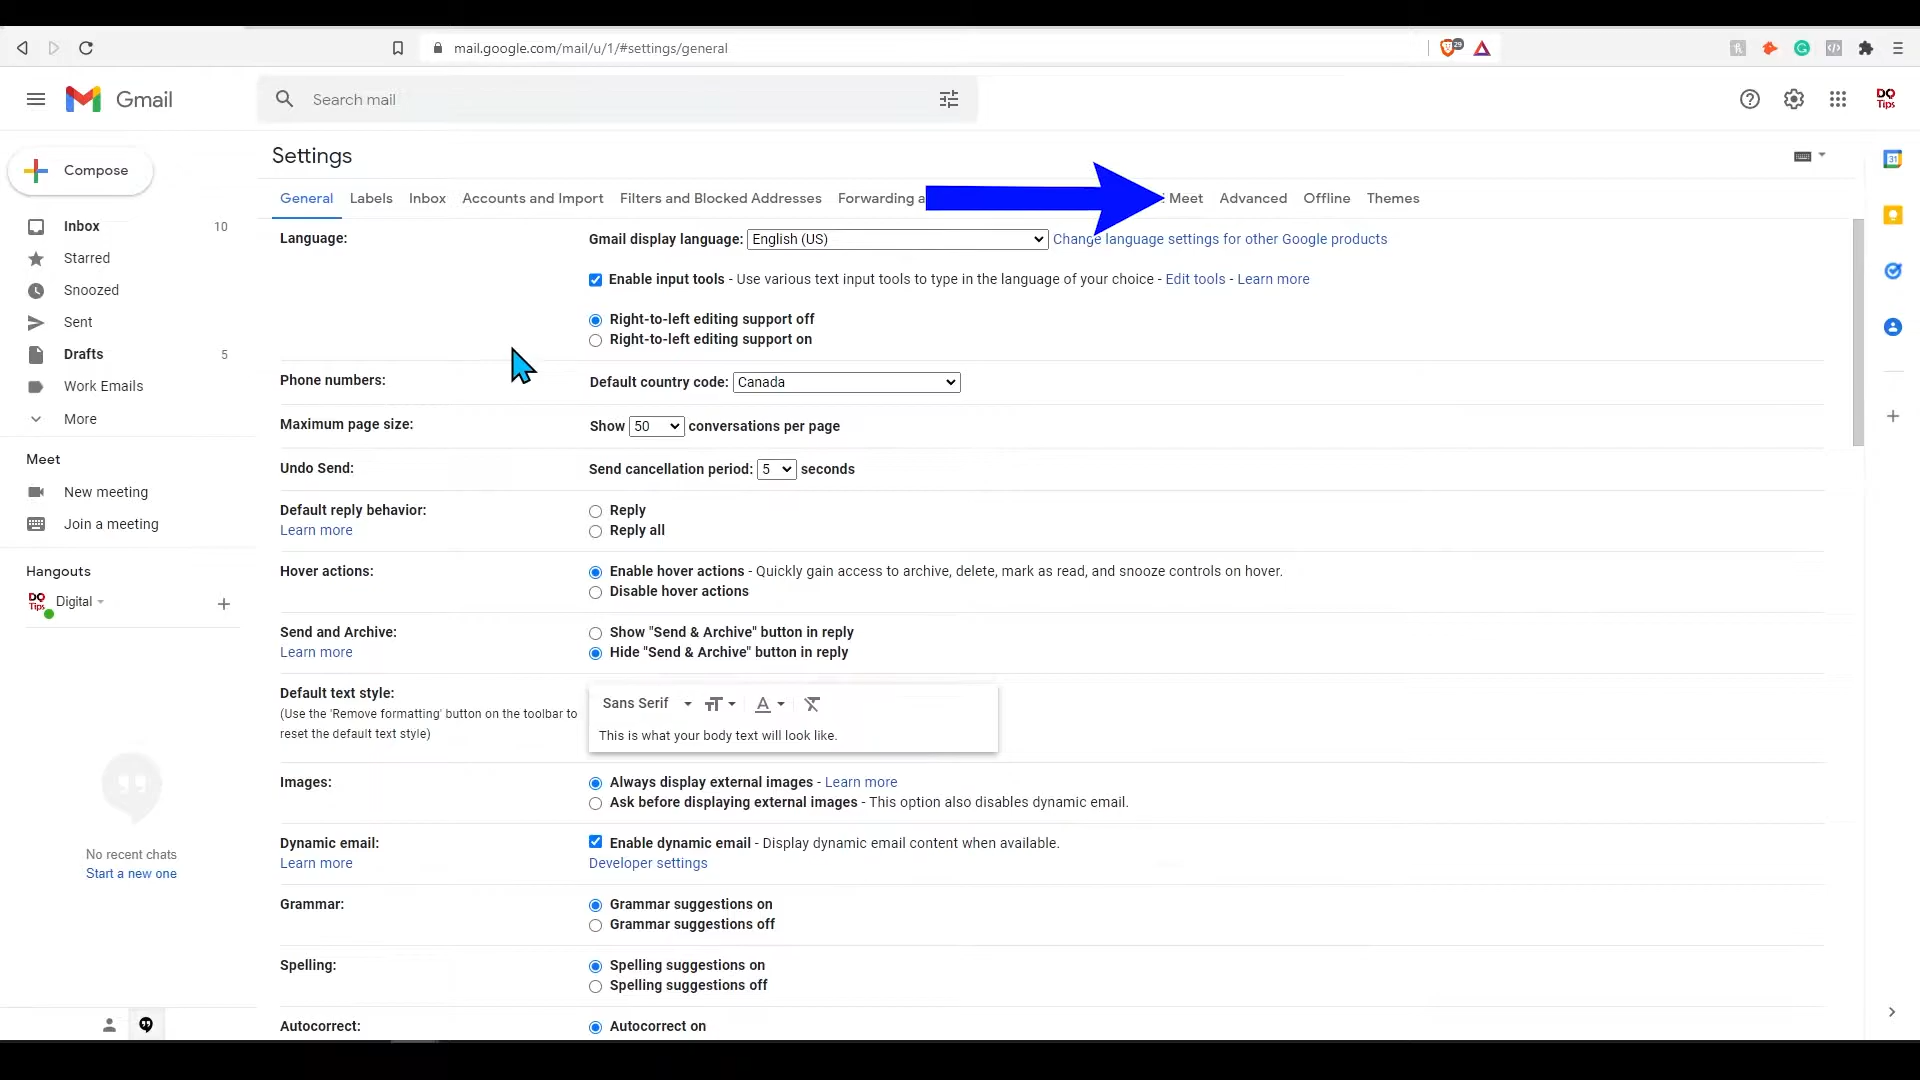 mail.google.com/mail/u/1/#settings/general
29
Gmail
Search mail
DQ
Tips
Compose
Settings
31
General Labels Inbox Accounts and Import Filters and Blocked Addresses Forwarding a Meet Advanced Offline Themes
Inbox 10
Starred
Snoozed
Sent
Drafts 5
Work Emails
More
Meet
New meeting
Join a meeting
Hangouts
DQ
Tips
Digital
No recent chats
Start a new one
Language:
Gmail display language: English (US) Change language settings for other Google products
Enable input tools - Use various text input tools to type in the language of your choice - Edit tools - Learn more
Right-to-left editing support off
Right-to-left editing support on
Phone numbers:
Default country code: Canada
Maximum page size:
Show 50 conversations per page
Undo Send:
Send cancellation period: 5 seconds
Default reply behavior:
Learn more
Reply
Reply all
Hover actions:
Enable hover actions - Quickly gain access to archive, delete, mark as read, and snooze controls on hover.
Disable hover actions
Send and Archive:
Learn more
Show "Send & Archive" button in reply
Hide "Send & Archive" button in reply
Default text style:
(Use the 'Remove formatting' button on the toolbar to
reset the default text style)
Sans Serif
This is what your body text will look like.
Images:
Always display external images - Learn more
Ask before displaying external images - This option also disables dynamic email.
Dynamic email:
Learn more
Enable dynamic email - Display dynamic email content when available.
Developer settings
Grammar:
Grammar suggestions on
Grammar suggestions off
Spelling:
Spelling suggestions on
Spelling suggestions off
Autocorrect:
Autocorrect on